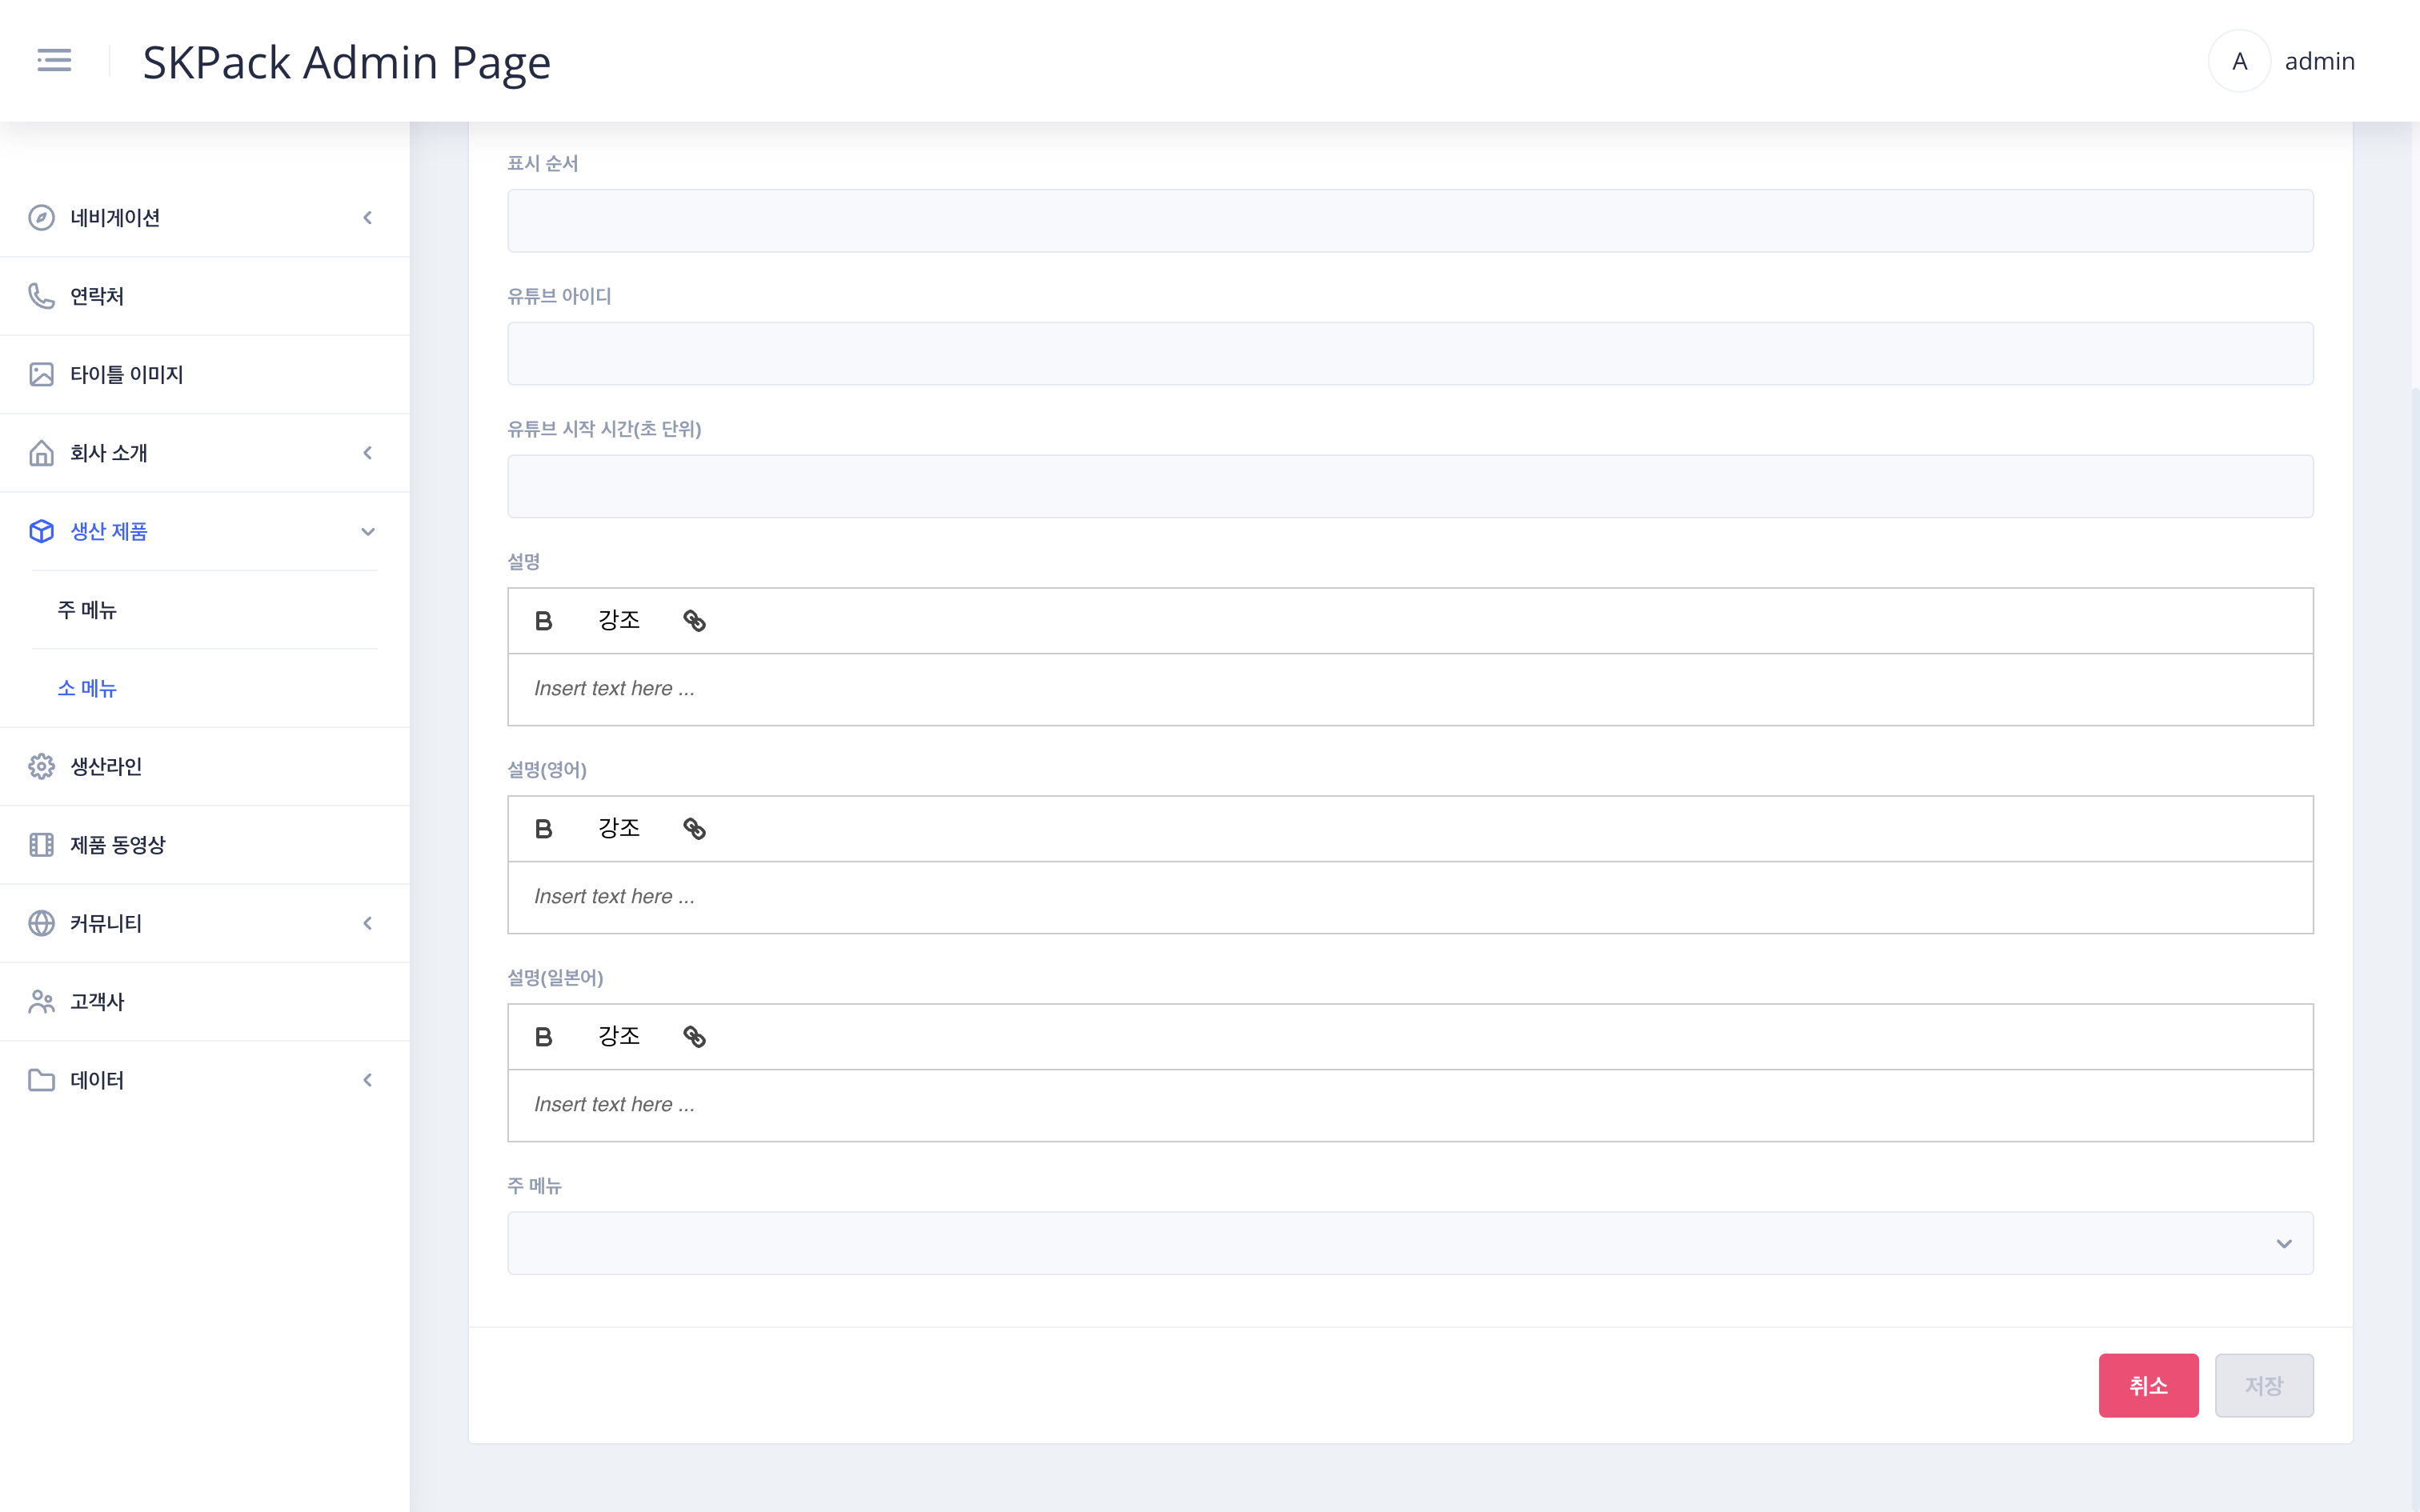 SKPack Admin Page
A
admin
네비게이션
연락처
타이틀 이미지
회사 소개
생산 제품
주 메뉴
소 메뉴
생산라인
제품 동영상
커뮤니티
고객사
데이터
표시 순서
유튜브 아이디
유튜브 시작 시간(초 단위)
설명
B 강조
Insert text here ...
설명(영어)
B 강조
Insert text here ...
설명(일본어)
B 강조
Insert text here ...
주 메뉴
취소
저장